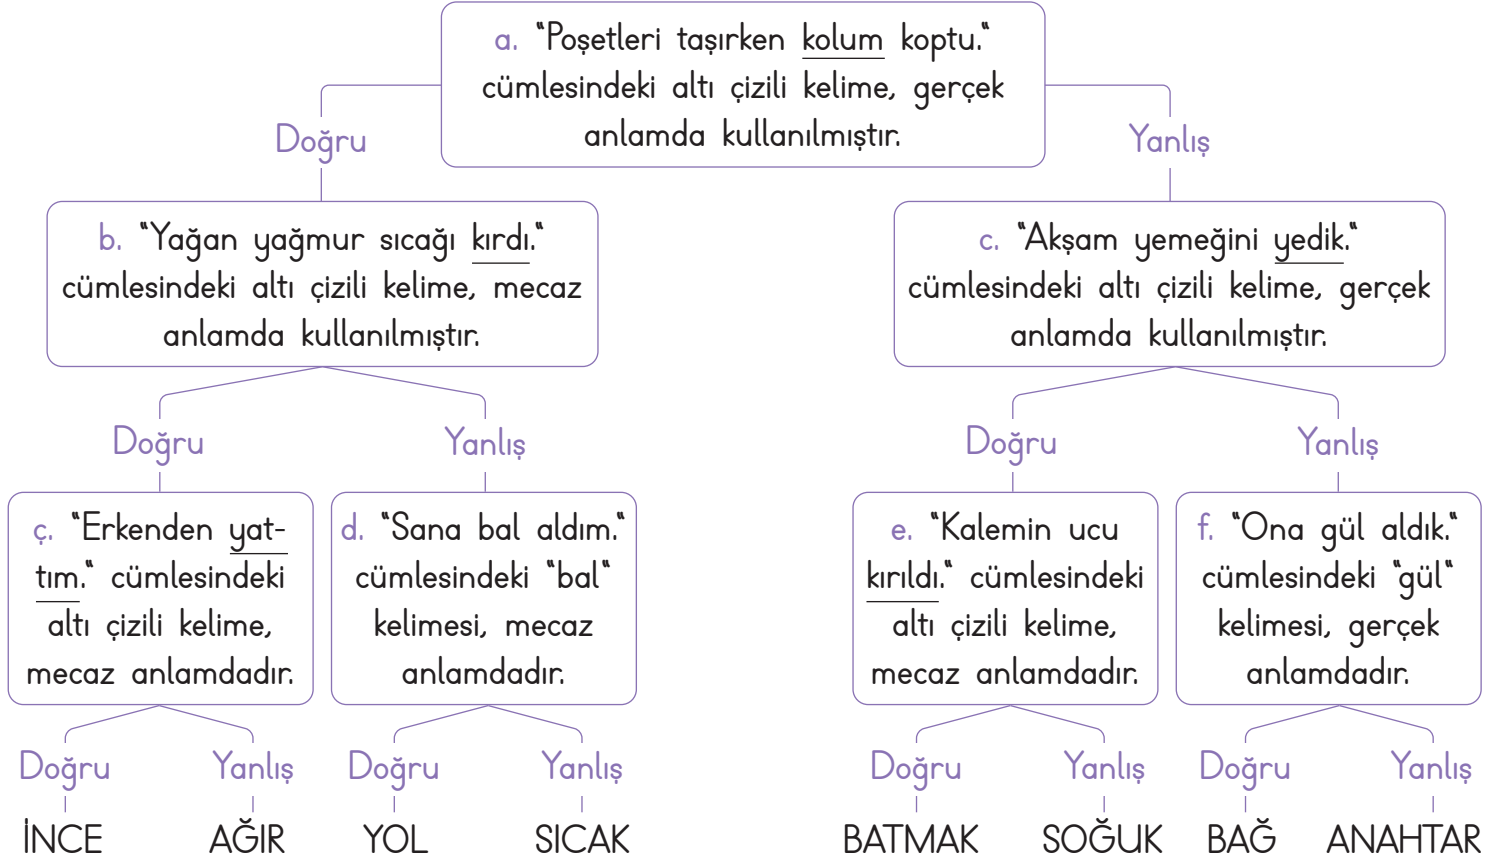 a. "Poşetleri taşırken kolum koptu."
cümlesindeki altı çizili kelime, gerçek
anlamda kullanılmıştır.
Doğru
Yanlış
b. "Yağan yağmur sıcağı kırdı."
cümlesindeki altı çizili kelime, mecaz
anlamda kullanılmıştır.
c. "Akşam yemeğini yedik."
cümlesindeki altı çizili kelime, gerçek
anlamda kullanılmıştır.
Doğru
Yanlış
Doğru
Yanlış
ç. "Erkenden yat-
tım." cümlesindeki
altı çizili kelime,
mecaz anlamdadır.
d. "Sana bal aldım."
cümlesindeki "bal"
kelimesi, mecaz
anlamdadır.
e. "Kalemin ucu
kırıldı." cümlesindeki
altı çizili kelime,
mecaz anlamdadır.
f. "Ona gül aldık."
cümlesindeki "gül"
kelimesi, gerçek
anlamdadır.
Doğru
Yanlış
Doğru
Yanlış
Doğru
Yanlış
Doğru
Yanlış
İNCE
AĞIR
YOL
SICAK
BATMAK
SOĞUK
BAĞ
ANAHTAR